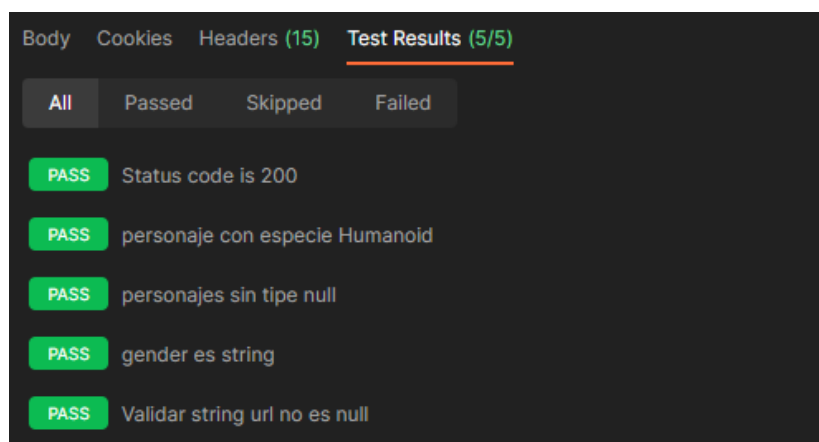 Body Cookies Headers (15) Test Results (5/5)
All Passed Skipped Failed
PASS Status code is 200
PASS personaje con especie Humanoid
PASS personajes sin tipe null
PASS gender es string
PASS Validar string url no es null